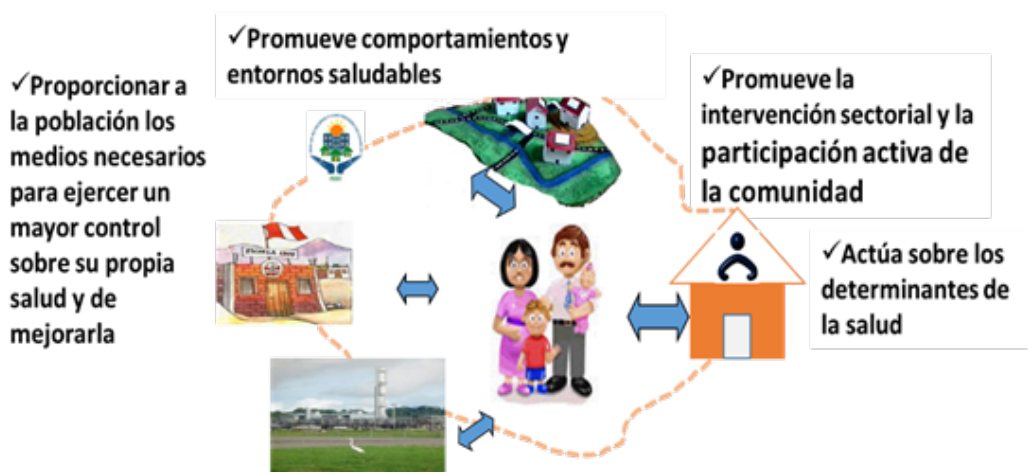 ✓Promueve comportamientos y
entornos saludables
✓Proporcionar a
la población los
medios necesarios
para ejercer un
mayor control
sobre su propia
salud y de
mejorarla
✓Promueve la
intervención sectorial y la
participación activa de
la comunidad
✓Actúa sobre los
determinantes de
la salud